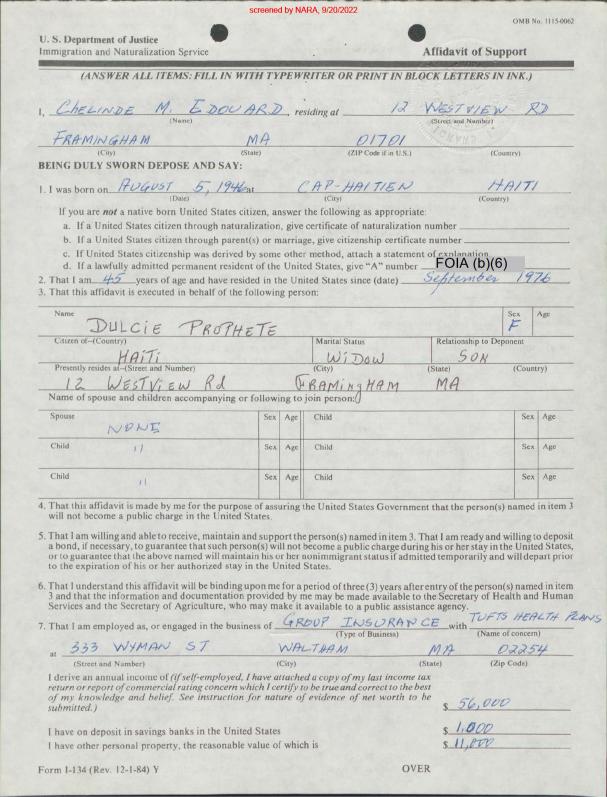 screened by NARA, 9/20/2022
OMB No. 1115-0062
U. S. Department of Justice
Immigration and Naturalization Service Affidavit of Support
(ANSWER ALL ITEMS: FILL IN WITH TYPEWRITER OR PRINT IN BLOCK LETTERS IN INK.)
I, CHELINDE M. EDOUARD, residing at 12 WESTVIEW RD
(Name) (Street and Number)
FRAMINGHAM MA 01701
(City) (State) (ZIP Code if in U.S.) (Country)
BEING DULY SWORN DEPOSE AND SAY:
1. I was born on AUGUST 5, 1946 at CAP-HAITIEN HAITI
(Date) (City) (Country)
If you are not a native born United States citizen, answer the following as appropriate:
a. If a United States citizen through naturalization, give certificate of naturalization number
b. If a United States citizen through parent(s) or marriage, give citizenship certificate number
c. If United States citizenship was derived by some other method, attach a statement of explanation.
d. If a lawfully admitted permanent resident of the United States, give "A" number FOIA (b)(6)
2. That I am 45 years of age and have resided in the United States since (date) September 1976
3. That this affidavit is executed in behalf of the following person:
Name Sex Age
DULCIE PROPHETE F
Citizen of--(Country) Marital Status Relationship to Deponent
HAITI WIDOW SON
Presently resides at--(Street and Number) (City) (State) (Country)
12 WESTVIEW Rd FRAMINGHAM MA
Name of spouse and children accompanying or following to join person:
Spouse Sex Age Child Sex Age
NONE
Child Sex Age Child Sex Age
"
Child Sex Age Child Sex Age
"
4. That this affidavit is made by me for the purpose of assuring the United States Government that the person(s) named in item 3
will not become a public charge in the United States.
5. That I am willing and able to receive, maintain and support the person(s) named in item 3. That I am ready and willing to deposit
a bond, if necessary, to guarantee that such person(s) will not become a public charge during his or her stay in the United States,
or to guarantee that the above named will maintain his or her nonimmigrant status if admitted temporarily and will depart prior
to the expiration of his or her authorized stay in the United States.
6. That I understand this affidavit will be binding upon me for a period of three (3) years after entry of the person(s) named in item
3 and that the information and documentation provided by me may be made available to the Secretary of Health and Human
Services and the Secretary of Agriculture, who may make it available to a public assistance agency.
7. That I am employed as, or engaged in the business of GROUP INSURANCE with TUFTS HEALTH PLANS
(Type of Business) (Name of concern)
at 333 WYMAN ST WALTHAM MA 02254
(Street and Number) (City) (State) (Zip Code)
I derive an annual income of (if self-employed, I have attached a copy of my last income tax
return or report of commercial rating concern which I certify to be true and correct to the best
of my knowledge and belief. See instruction for nature of evidence of net worth to be
submitted.) $ 56,000
I have on deposit in savings banks in the United States $ 1,000
I have other personal property, the reasonable value of which is $ 11,000
Form I-134 (Rev. 12-1-84) Y OVER